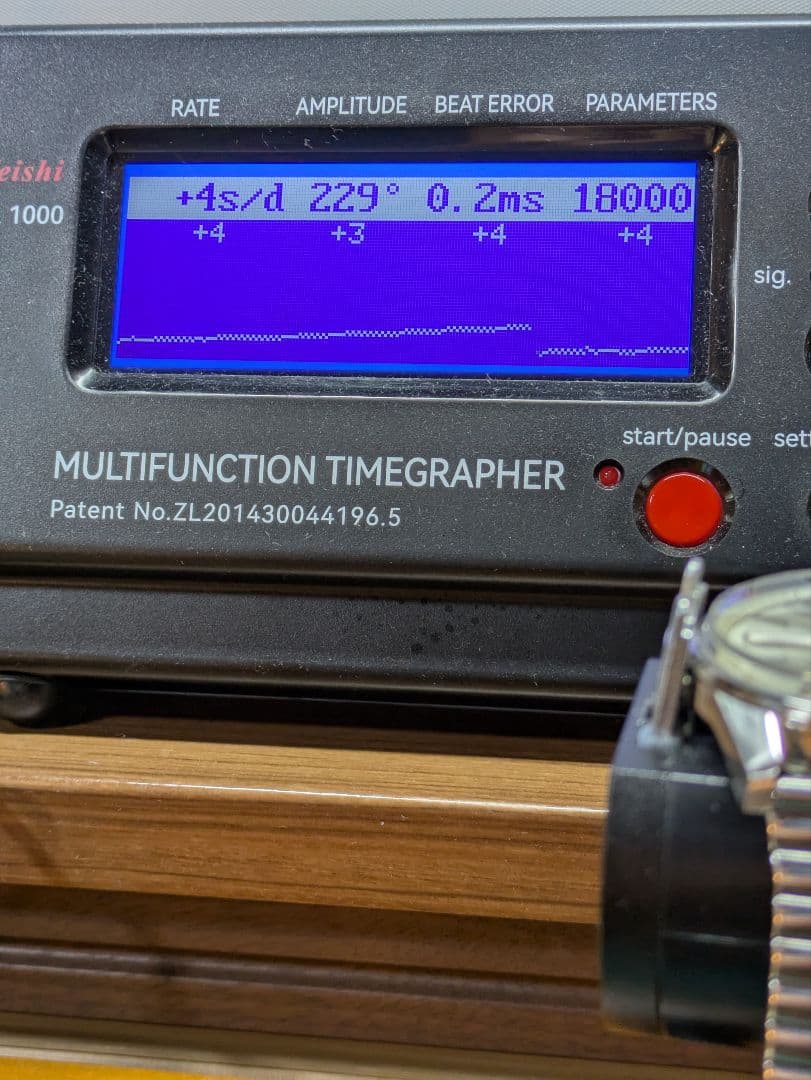 RATE AMPLITUDE BEAT ERROR PARAMETERS
eishi
1000
+4s/d 229° 0.2ms 18000
+4 +3 +4 +4
sig.
start/pause
MULTIFUNCTION TIMEGRAPHER
Patent No.ZL201430044196.5